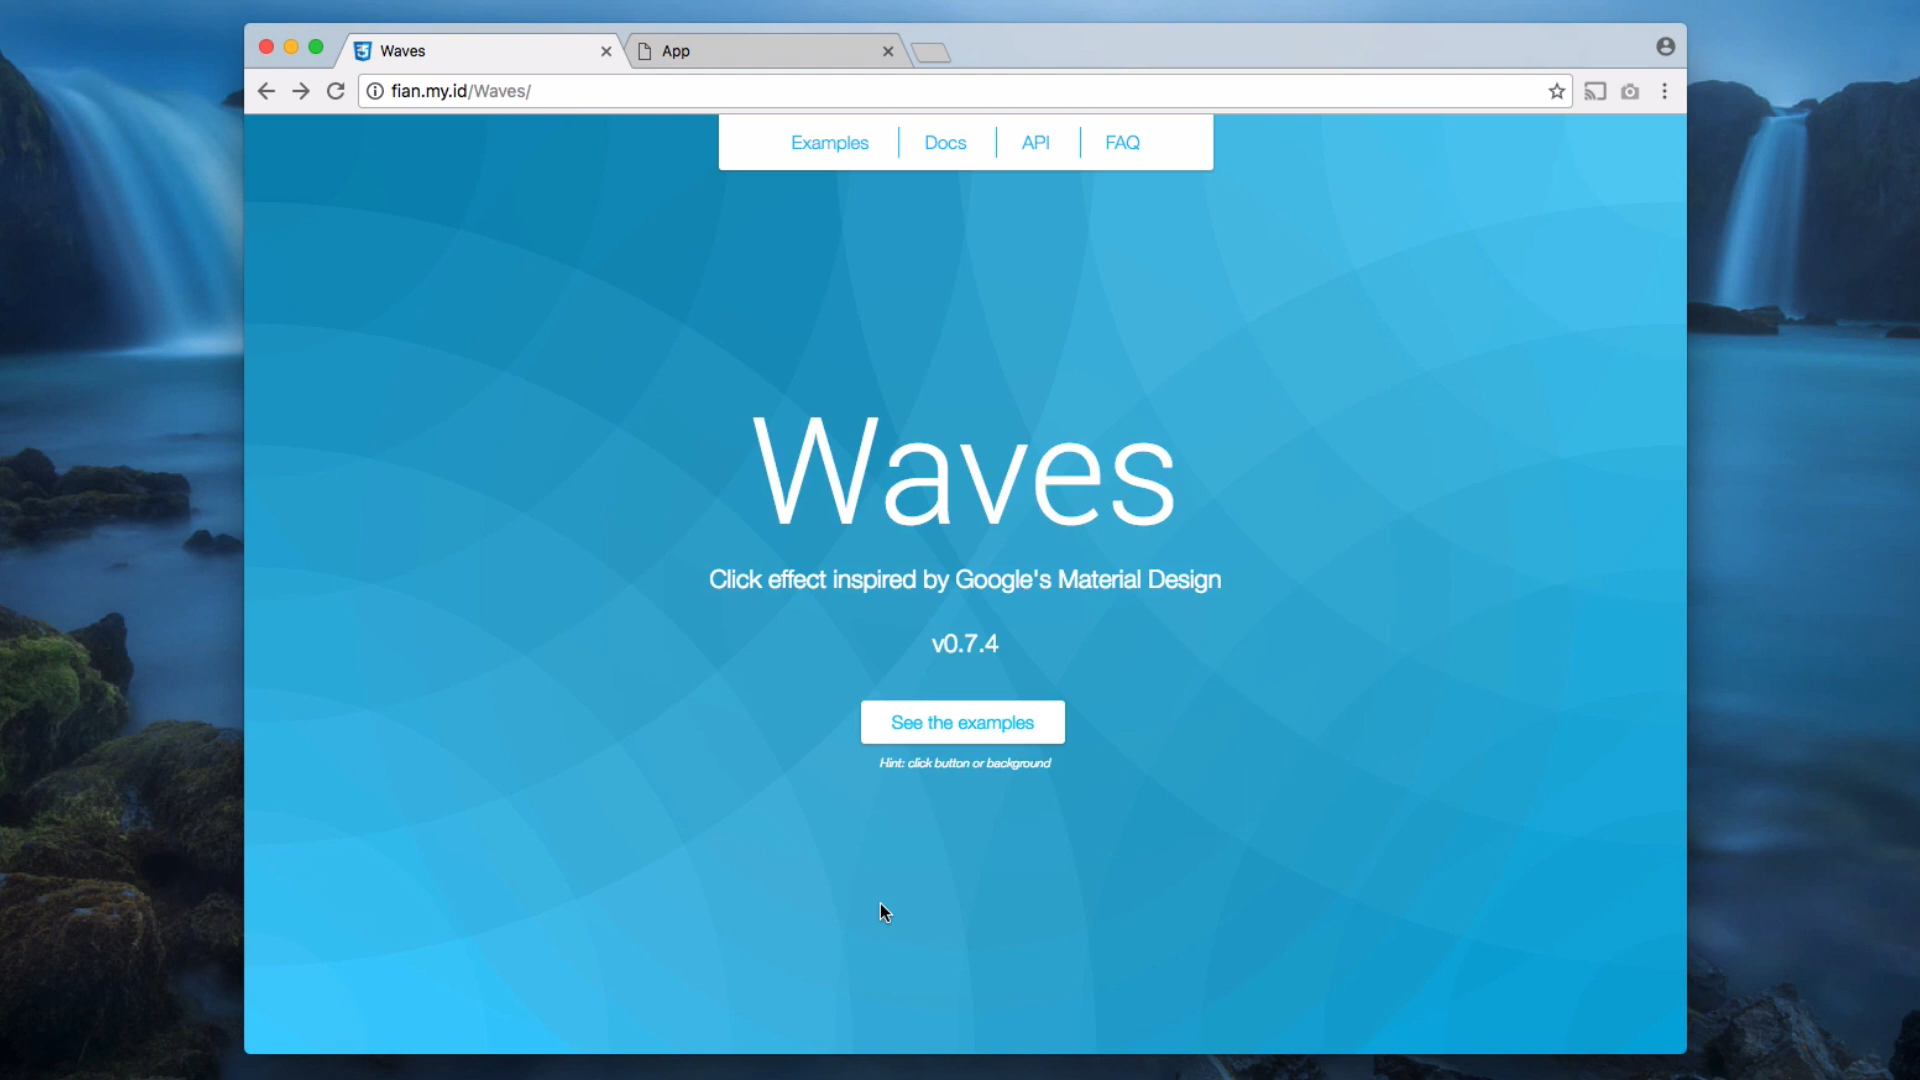 Waves
App
fian.my.id/Waves/
Examples
Docs
API
FAQ
Waves
Click effect inspired by Google's Material Design
v0.7.4
See the examples
Hint: click button or background